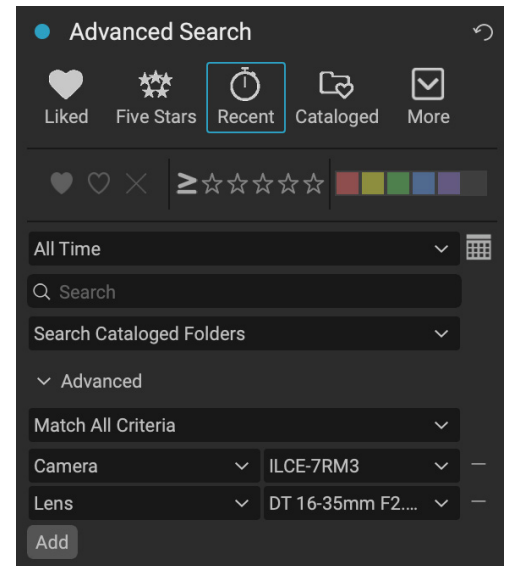 Advanced Search
Liked Five Stars Recent Cataloged More
≥
All Time
Search
Search Cataloged Folders
Advanced
Match All Criteria
Camera ILCE-7RM3
Lens DT 16-35mm F2....
Add